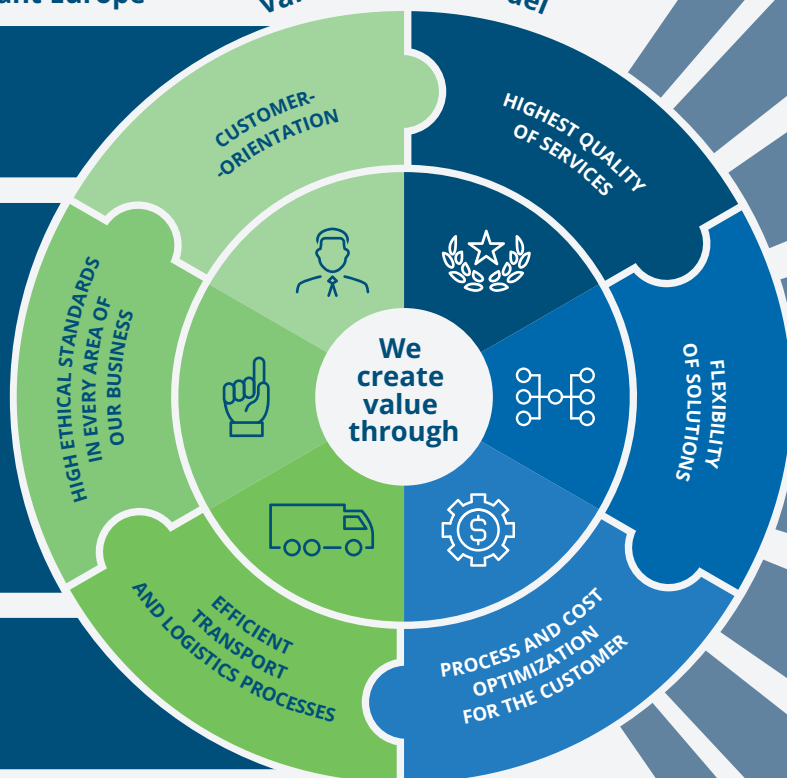 Europe
We
create
value
through
CUSTOMER-
-ORIENTATION
HIGHEST QUALITY
OF SERVICES
FLEXIBILITY
OF SOLUTIONS
PROCESS AND COST
OPTIMIZATION
FOR THE CUSTOMER
EFFICIENT
TRANSPORT
AND LOGISTICS PROCESSES
HIGH ETHICAL STANDARDS
IN EVERY AREA OF
OUR BUSINESS
$